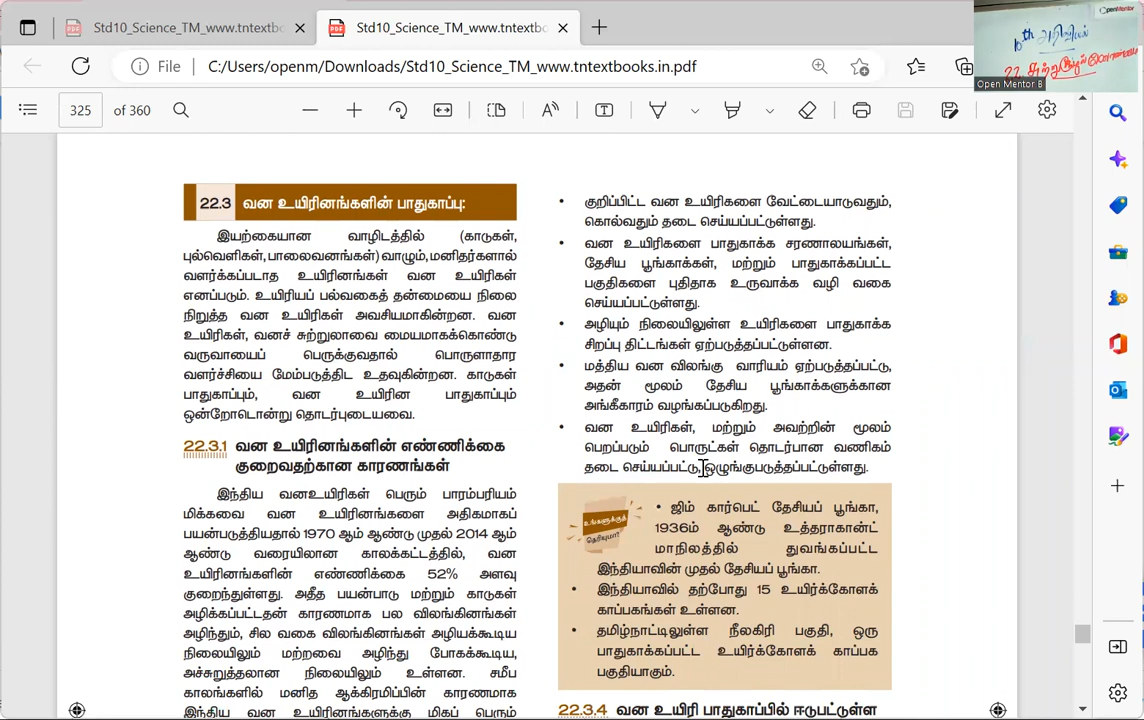 Std10_Science_TM_www.tntextbo
Std10_Science_TM_www.tntextboo
File
C:/Users/openm/Downloads/Std10_Science_TM_www.tntextbooks.in.pdf
325
of 360
OpenMentor
10th அறிவியல்
22.
Open Mentor B
22.3 வன உயிரினங்களின் பாதுகாப்பு:
இயற்கையான வாழிடத்தில் (காடுகள்,
புல்வெளிகள், பாலைவனங்கள்) வாழும், மனிதர்களால்
வளர்க்கப்படாத உயிரினங்கள் வன உயிரிகள்
எனப்படும். உயிரியப் பல்வகைத் தன்மையை நிலை
நிறுத்த வன உயிரிகள் அவசியமாகின்றன. வன
உயிரிகள், வனச் சுற்றுலாவை மையமாகக்கொண்டு
வருவாயைப் பெருக்குவதால் பொருளாதார
வளர்ச்சியை மேம்படுத்திட உதவுகின்றன. காடுகள்
பாதுகாப்பும், வன உயிரின பாதுகாப்பும்
ஒன்றோடொன்று தொடர்புடையவை.
22.3.1 வன உயிரினங்களின் எண்ணிக்கை
குறைவதற்கான காரணங்கள்
இந்திய வனஉயிரிகள் பெரும் பாரம்பரியம்
மிக்கவை வன உயிரினங்களை அதிகமாகப்
பயன்படுத்தியதால் 1970 ஆம் ஆண்டு முதல் 2014 ஆம்
ஆண்டு வரையிலான காலக்கட்டத்தில், வன
உயிரினங்களின் எண்ணிக்கை 52% அளவு
குறைந்துள்ளது. அதீத பயன்பாடு மற்றும் காடுகள்
அழிக்கப்பட்டதன் காரணமாக பல விலங்கினங்கள்
அழிந்தும், சில வகை விலங்கினங்கள் அழியக்கூடிய
நிலையிலும் மற்றவை அழிந்து போகக்கூடிய,
அச்சுறுத்தலான நிலையிலும் உள்ளன. சமீப
காலங்களில் மனித ஆக்கிரமிப்பின் காரணமாக
இந்திய வன உயிரினங்களுக்கு மிகப் பெரும்
• குறிப்பிட்ட வன உயிரிகளை வேட்டையாடுவதும்,
கொல்வதும் தடை செய்யப்பட்டுள்ளது.
• வன உயிரிகளை பாதுகாக்க சரணாலயங்கள்,
தேசிய பூங்காக்கள், மற்றும் பாதுகாக்கப்பட்ட
பகுதிகளை புதிதாக உருவாக்க வழி வகை
செய்யப்பட்டுள்ளது.
• அழியும் நிலையிலுள்ள உயிரிகளை பாதுகாக்க
சிறப்பு திட்டங்கள் ஏற்படுத்தப்பட்டுள்ளன.
• மத்திய வன விலங்கு வாரியம் ஏற்படுத்தப்பட்டு,
அதன் மூலம் தேசிய பூங்காக்களுக்கான
அங்கீகாரம் வழங்கப்படுகிறது.
• வன உயிரிகள், மற்றும் அவற்றின் மூலம்
பெறப்படும் பொருட்கள் தொடர்பான வணிகம்
தடை செய்யப்பட்டு, ஒழுங்குபடுத்தப்பட்டுள்ளது.
உங்களுக்குத்
தெரியுமா?
• ஜிம் கார்பெட் தேசியப் பூங்கா,
1936ம் ஆண்டு உத்தராகான்ட்
மாநிலத்தில் துவங்கப்பட்ட
இந்தியாவின் முதல் தேசியப் பூங்கா.
• இந்தியாவில் தற்போது 15 உயிர்க்கோளக்
காப்பகங்கள் உள்ளன.
• தமிழ்நாட்டிலுள்ள நீலகிரி பகுதி, ஒரு
பாதுகாக்கப்பட்ட உயிர்க்கோளக் காப்பக
பகுதியாகும்.
22.3.4 வன உயிரி பாதுகாப்பில் ஈடுபட்டுள்ள